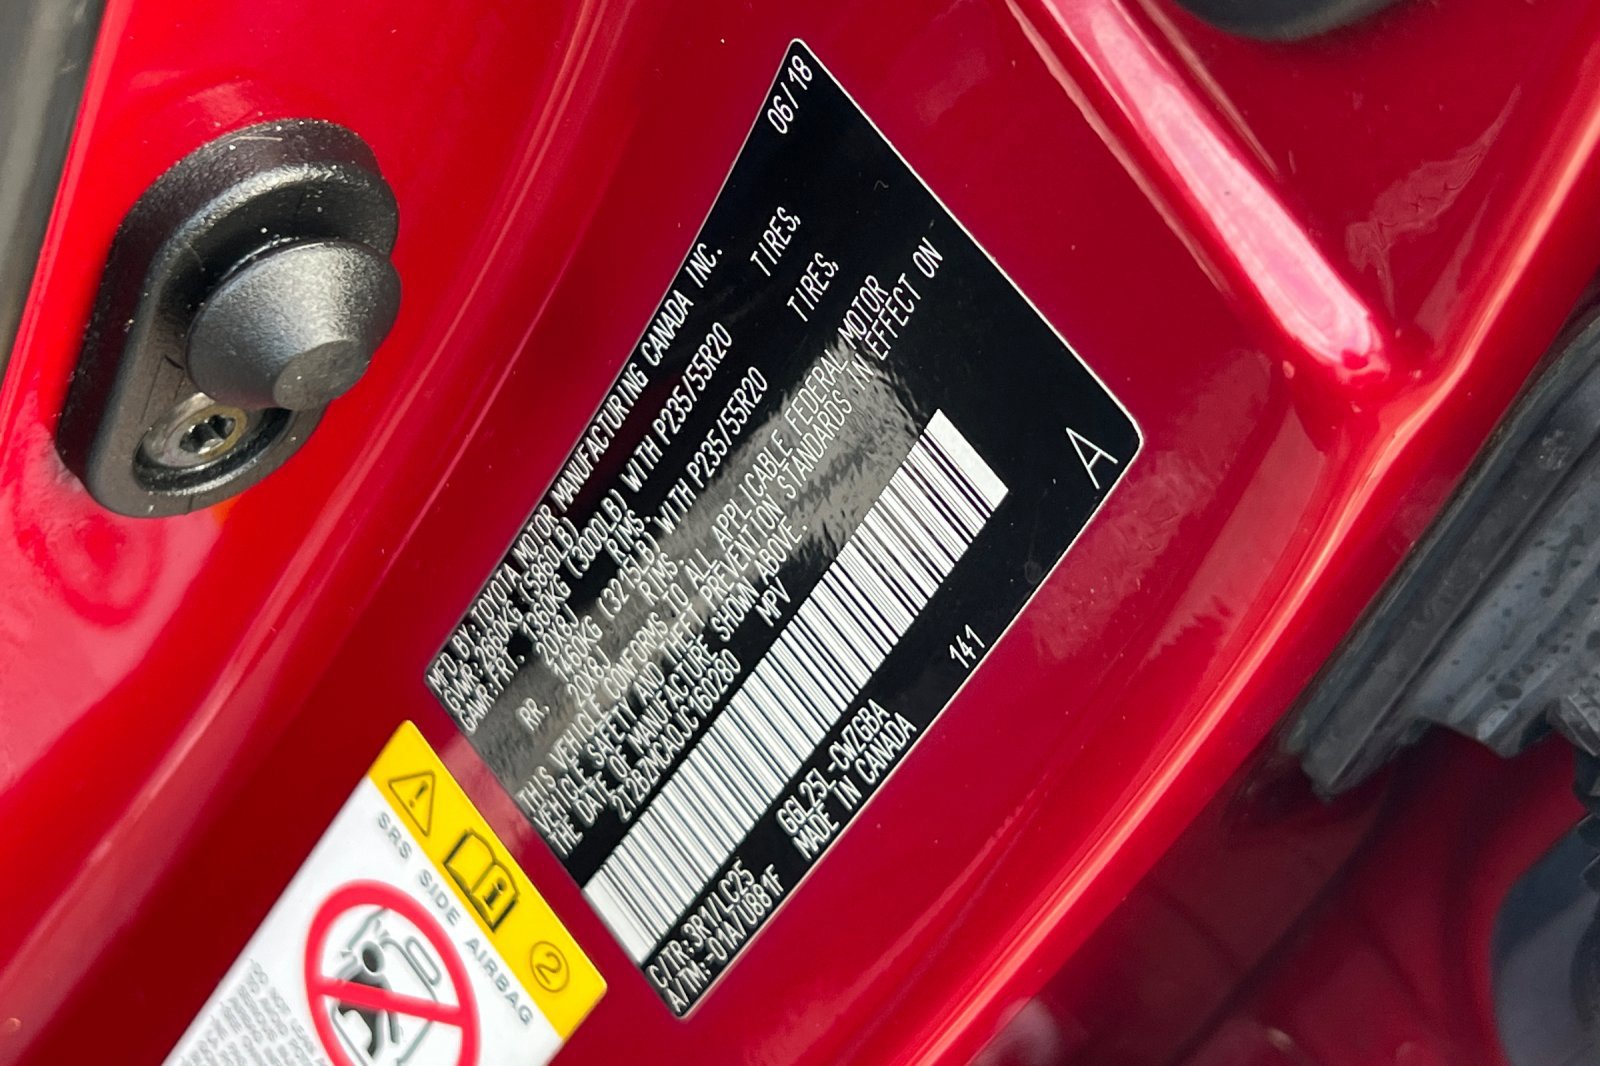 06/18
MFD BY: TOYOTA MOTOR MANUFACTURING CANADA INC.
GVWR:2660KG (5860LB)
GAWR:FRT. 1360KG (3000LB) WITH P235/55R20 TIRES,
20X8J RIMS.
RR. 1460KG (3215LB) WITH P235/55R20 TIRES,
20X8J RIMS
THIS VEHICLE CONFORMS TO ALL APPLICABLE FEDERAL MOTOR
VEHICLE SAFETY AND THEFT PREVENTION STANDARDS IN EFFECT ON
THE DATE OF MANUFACTURE SHOWN ABOVE.
2T2BZMCA0JC160280 MPV
A
C/TR:3R1/LC25 GGL25L-CWZGBA 141
A/TM:-01A/U881F MADE IN CANADA
2
SRS SIDE AIRBAG